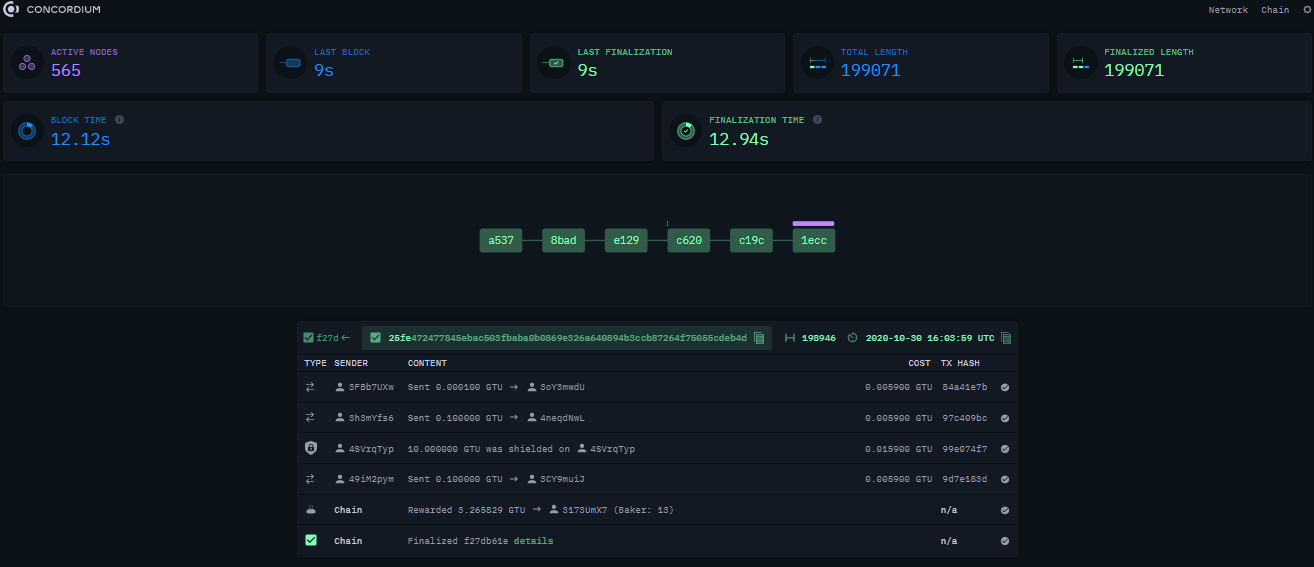 CONCORDIUM
Network Chain
ACTIVE NODES
565
LAST BLOCK
9s
LAST FINALIZATION
9s
TOTAL LENGTH
199071
FINALIZED LENGTH
199071
BLOCK TIME
12.12s
FINALIZATION TIME
12.94s
a537 8bad e129 c620 c19c 1ecc
f27d← 25fe472477845ebac503fbaba0b0869e326a640894b3ccb87264f75055cdeb4d 198946 2020-10-30 16:03:59 UTC
TYPE SENDER CONTENT COST TX HASH
3FBb7UXw Sent 0.000100 GTU → 3oY3mwdU 0.005900 GTU 84a41e7b
3h3mYfs6 Sent 0.100000 GTU → 4neqdNwL 0.005900 GTU 97c409bc
4SVrqTyp 10.000000 GTU was shielded on 4SVrqTyp 0.015900 GTU 99e074f7
49iM2pym Sent 0.100000 GTU → 3CY9muiJ 0.005900 GTU 9d7e183d
Chain Rewarded 3.265829 GTU → 3173UmX7 (Baker: 13) n/a
Chain Finalized f27db61e details n/a